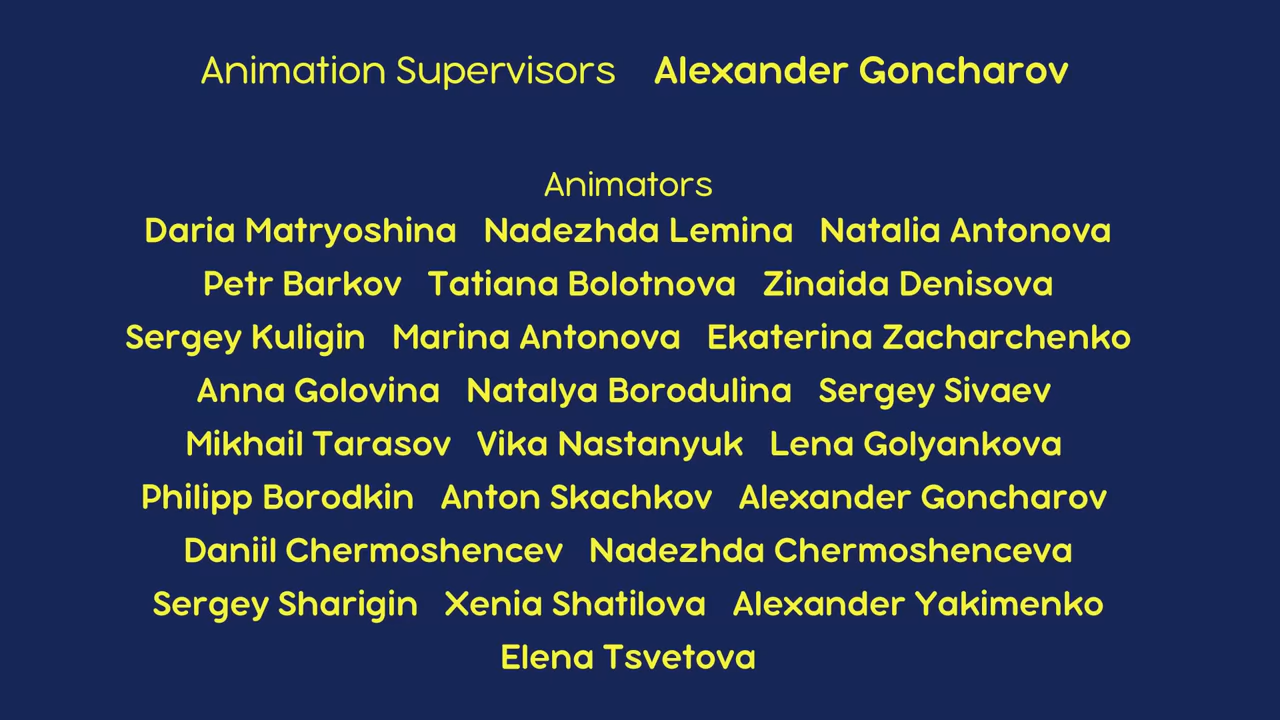 Animation Supervisors Alexander Goncharov
Animators
Daria Matryoshina Nadezhda Lemina Natalia Antonova
Petr Barkov Tatiana Bolotnova Zinaida Denisova
Sergey Kuligin Marina Antonova Ekaterina Zacharchenko
Anna Golovina Natalya Borodulina Sergey Sivaev
Mikhail Tarasov Vika Nastanyuk Lena Golyankova
Philipp Borodkin Anton Skachkov Alexander Goncharov
Daniil Chermoshencev Nadezhda Chermoshenceva
Sergey Sharigin Xenia Shatilova Alexander Yakimenko
Elena Tsvetova